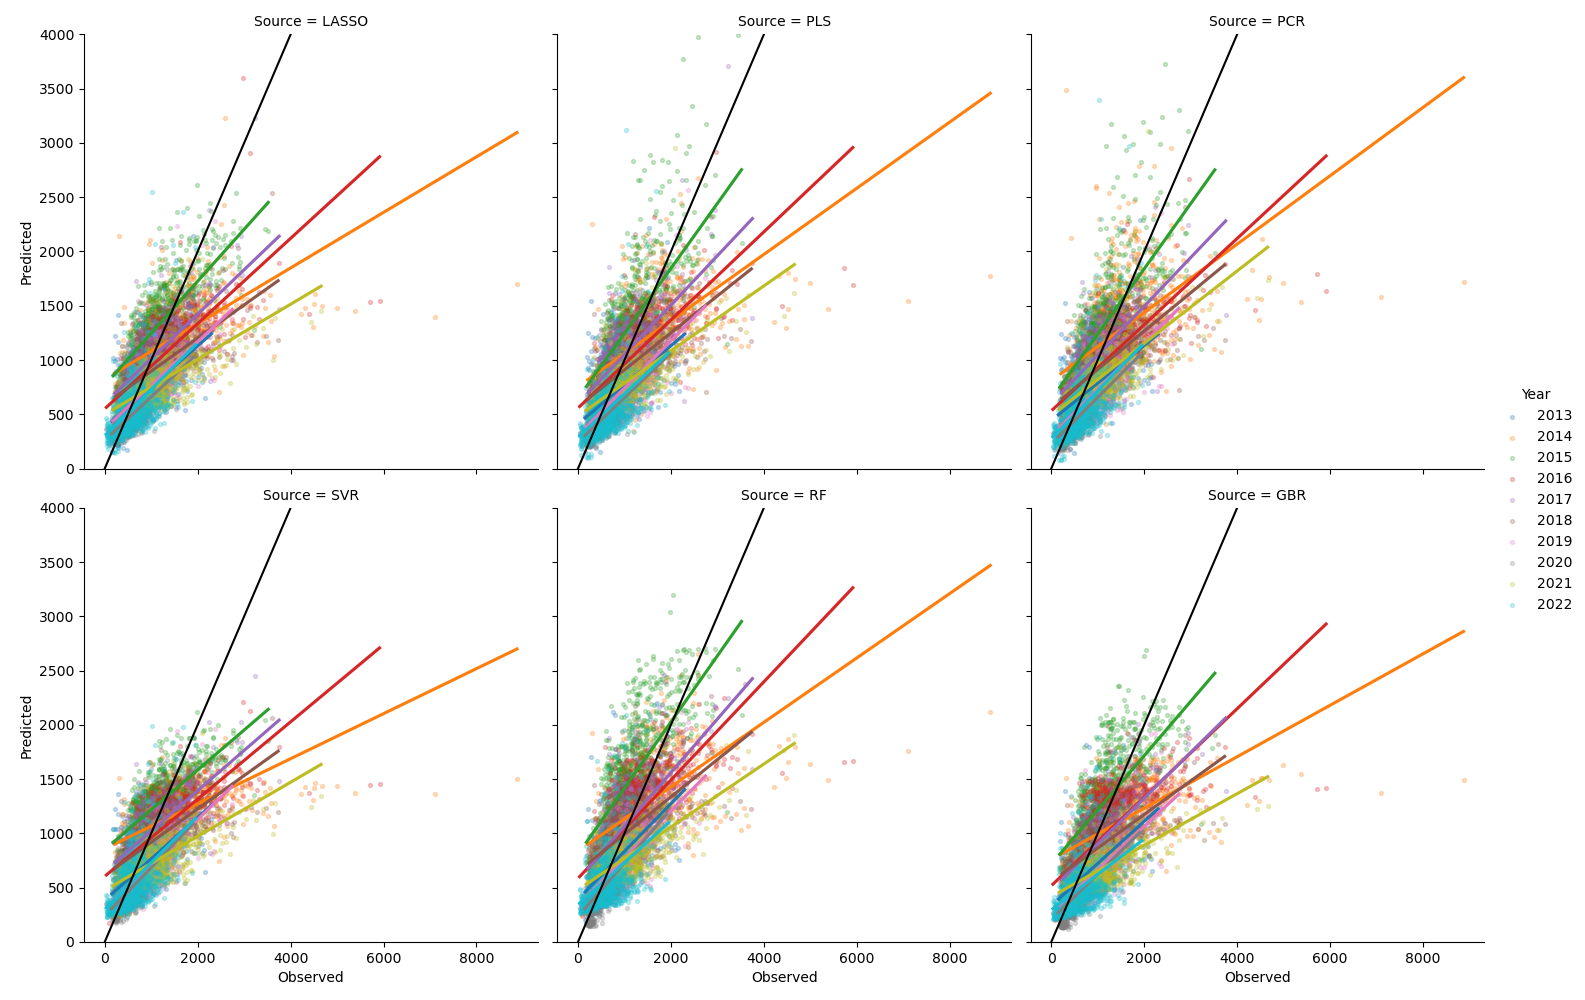 Source = LASSO
Source = PLS
Source = PCR
4000
3500
3000
2500
2000
1500
1000
500
0
Predicted
Year
2013
2014
2015
2016
2017
2018
2019
2020
2021
2022
Source = SVR
Source = RF
Source = GBR
4000
3500
3000
2500
2000
1500
1000
500
0
Predicted
0 2000 4000 6000 8000
0 2000 4000 6000 8000
0 2000 4000 6000 8000
Observed
Observed
Observed